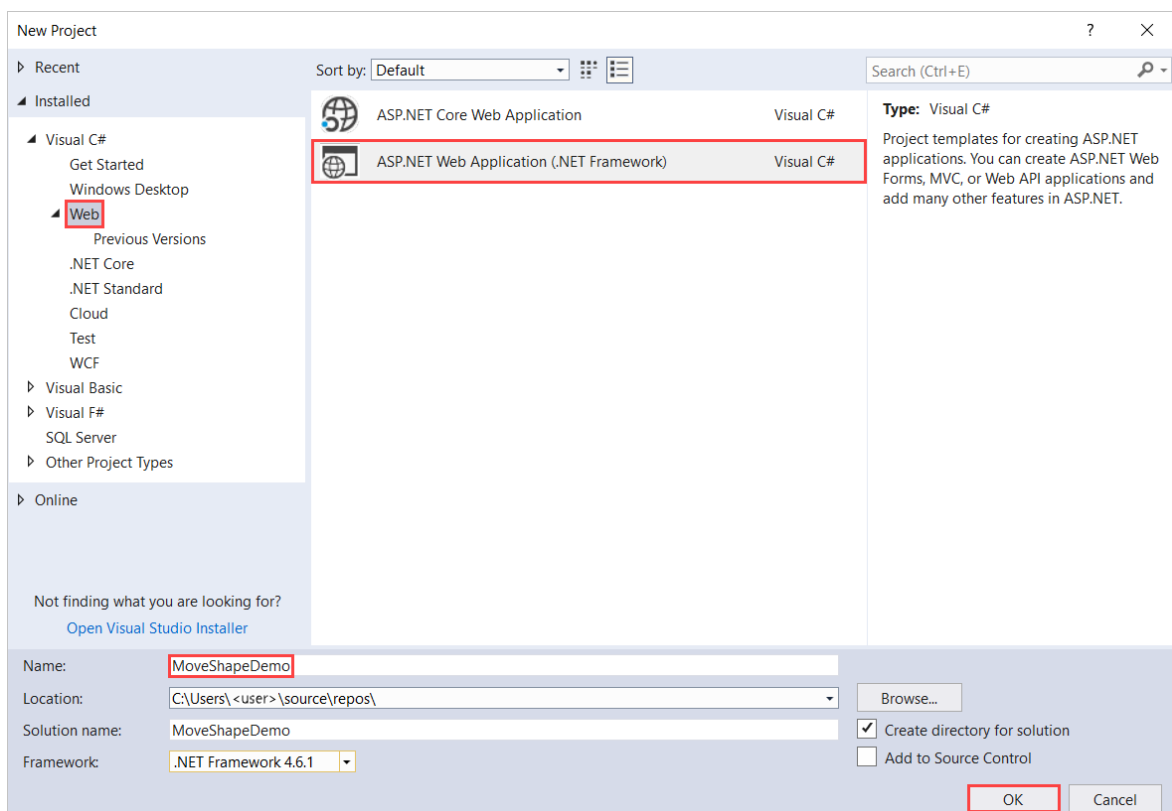 New Project
?
Recent
Installed
Visual C#
Get Started
Windows Desktop
Web
Previous Versions
.NET Core
.NET Standard
Cloud
Test
WCF
Visual Basic
Visual F#
SQL Server
Other Project Types
Online
Not finding what you are looking for?
Open Visual Studio Installer
Sort by: Default
ASP.NET Core Web Application Visual C#
ASP.NET Web Application (.NET Framework) Visual C#
Search (Ctrl+E)
Type: Visual C#
Project templates for creating ASP.NET
applications. You can create ASP.NET Web
Forms, MVC, or Web API applications and
add many other features in ASP.NET.
Name: MoveShapeDemo
Location: C:\Users\<user>\source\repos\ Browse...
Solution name: MoveShapeDemo Create directory for solution
Framework: .NET Framework 4.6.1 Add to Source Control
OK Cancel